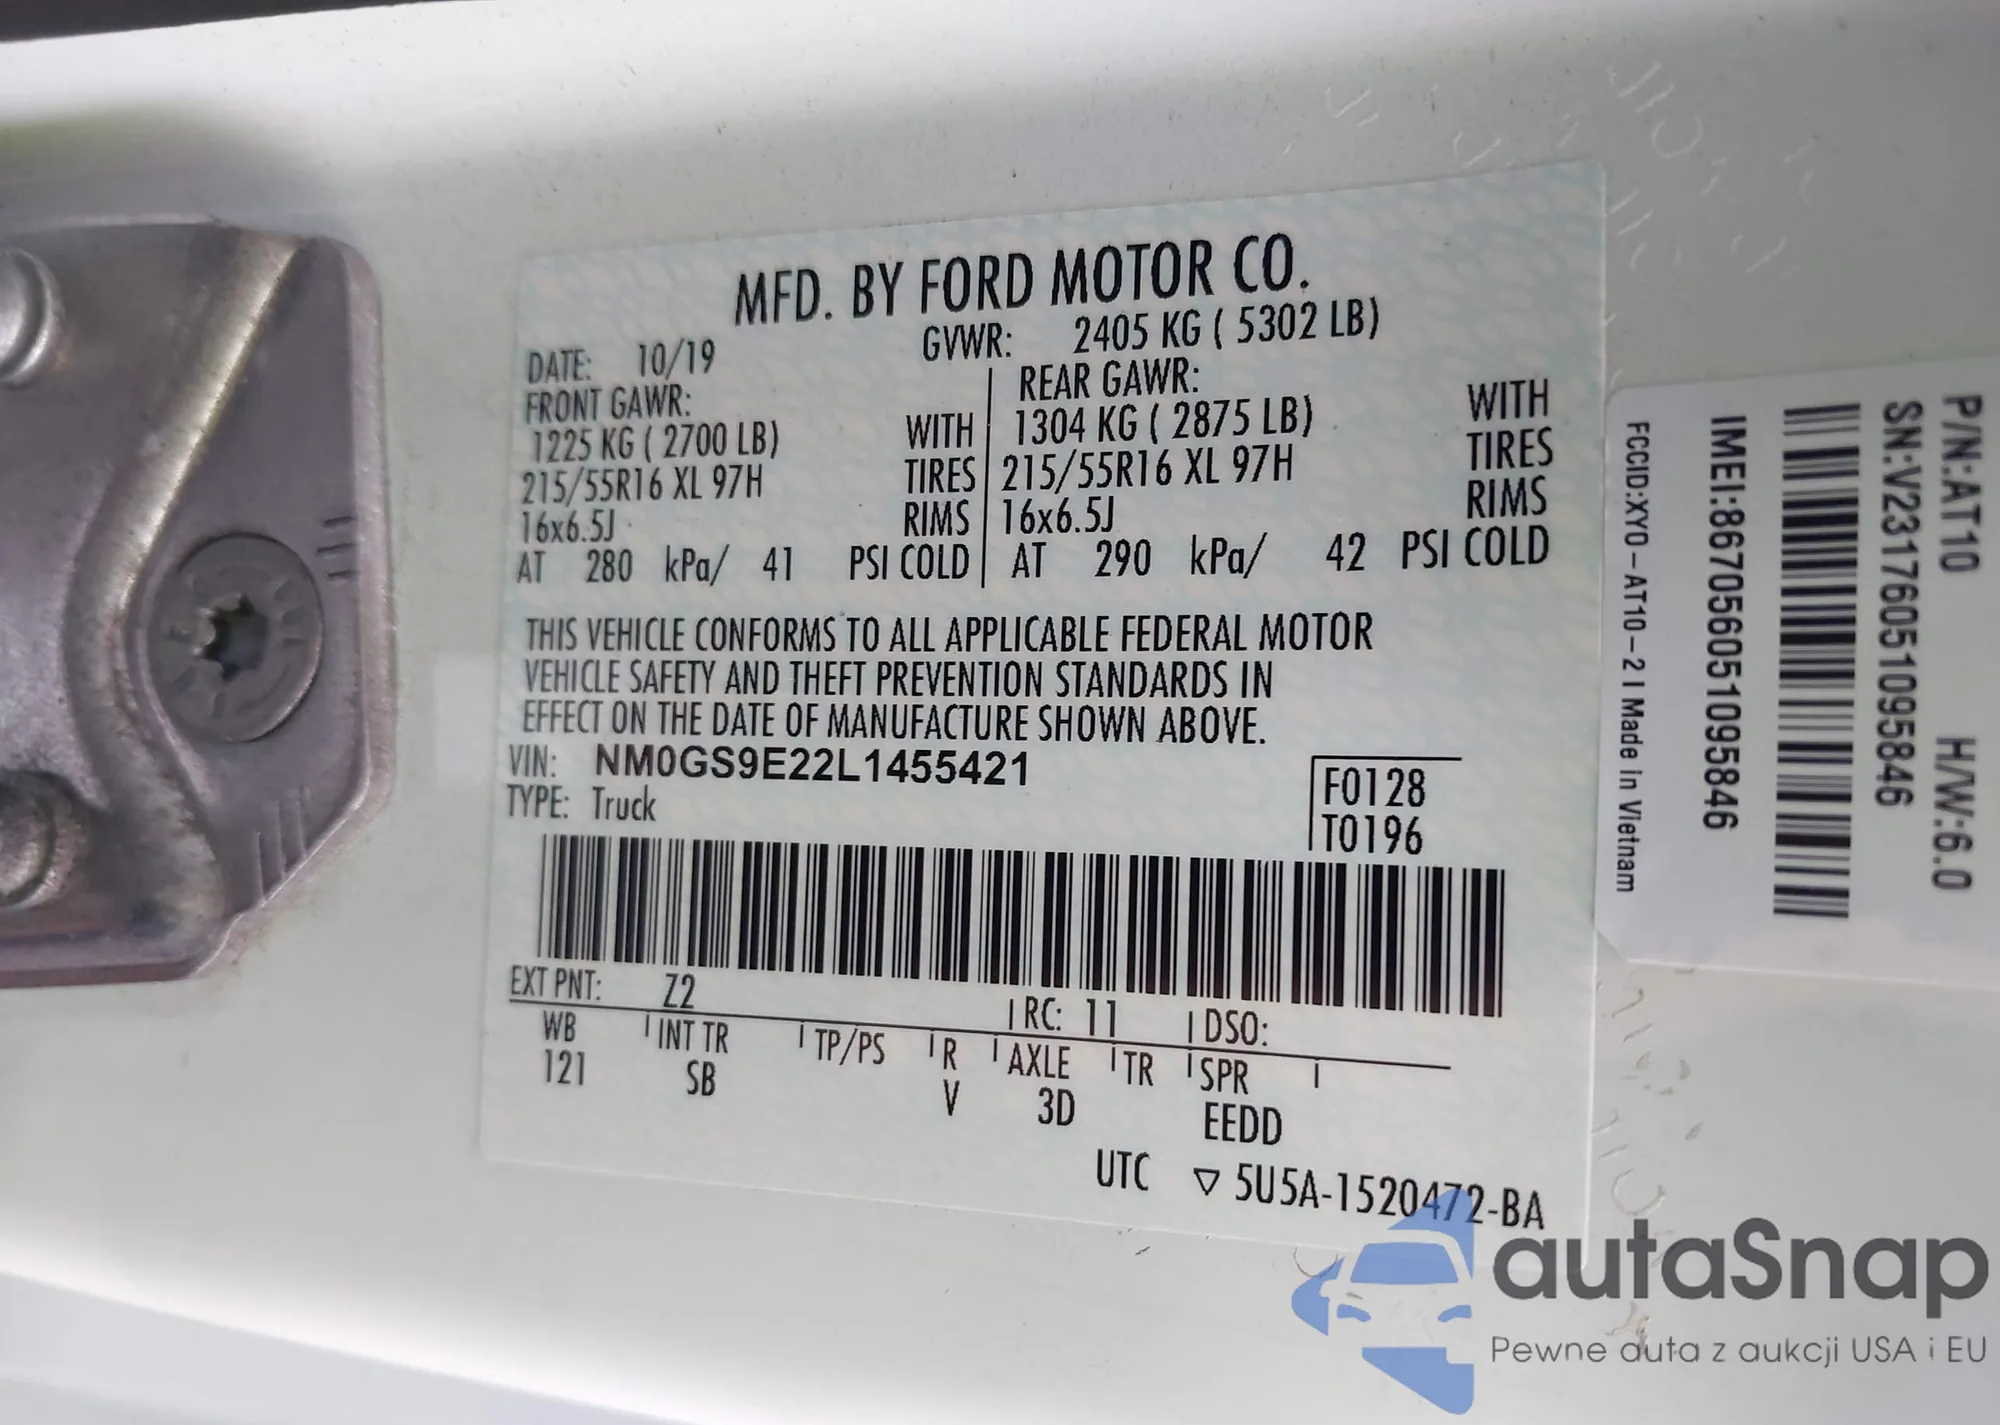 MFD. BY FORD MOTOR CO.
DATE: 10/19 GVWR: 2405 KG ( 5302 LB)
FRONT GAWR: REAR GAWR:
1225 KG ( 2700 LB) WITH 1304 KG ( 2875 LB) WITH
215/55R16 XL 97H TIRES 215/55R16 XL 97H TIRES
16x6.5J RIMS 16x6.5J RIMS
AT 280 kPa/ 41 PSI COLD AT 290 kPa/ 42 PSI COLD
THIS VEHICLE CONFORMS TO ALL APPLICABLE FEDERAL MOTOR
VEHICLE SAFETY AND THEFT PREVENTION STANDARDS IN
EFFECT ON THE DATE OF MANUFACTURE SHOWN ABOVE.
VIN: NM0GS9E22L1455421
TYPE: Truck
F0128
T0196
EXT PNT: Z2 RC: 11 DSO:
WB INT TR TP/PS R AXLE TR SPR
121 SB V 3D EEDD
UTC ▽ 5U5A-1520472-BA
P/N:AT10 H/W:6.0
SN:V23176051095846
IMEI:867056051095846
FCCID:XY0-AT10-2 I Made In Vietnam
autaSnap
Pewne auta z aukcji USA i EU